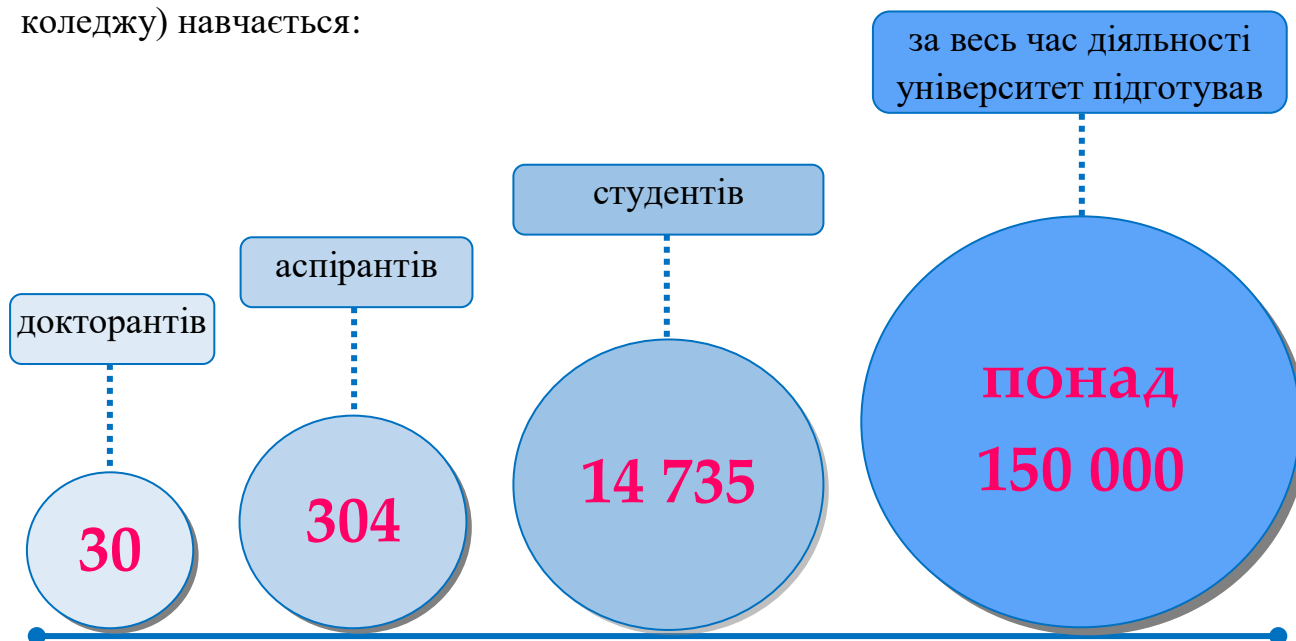 коледжу) навчається:
за весь час діяльності
університет підготував
студентів
аспірантів
докторантів
понад
150 000
14 735
304
30